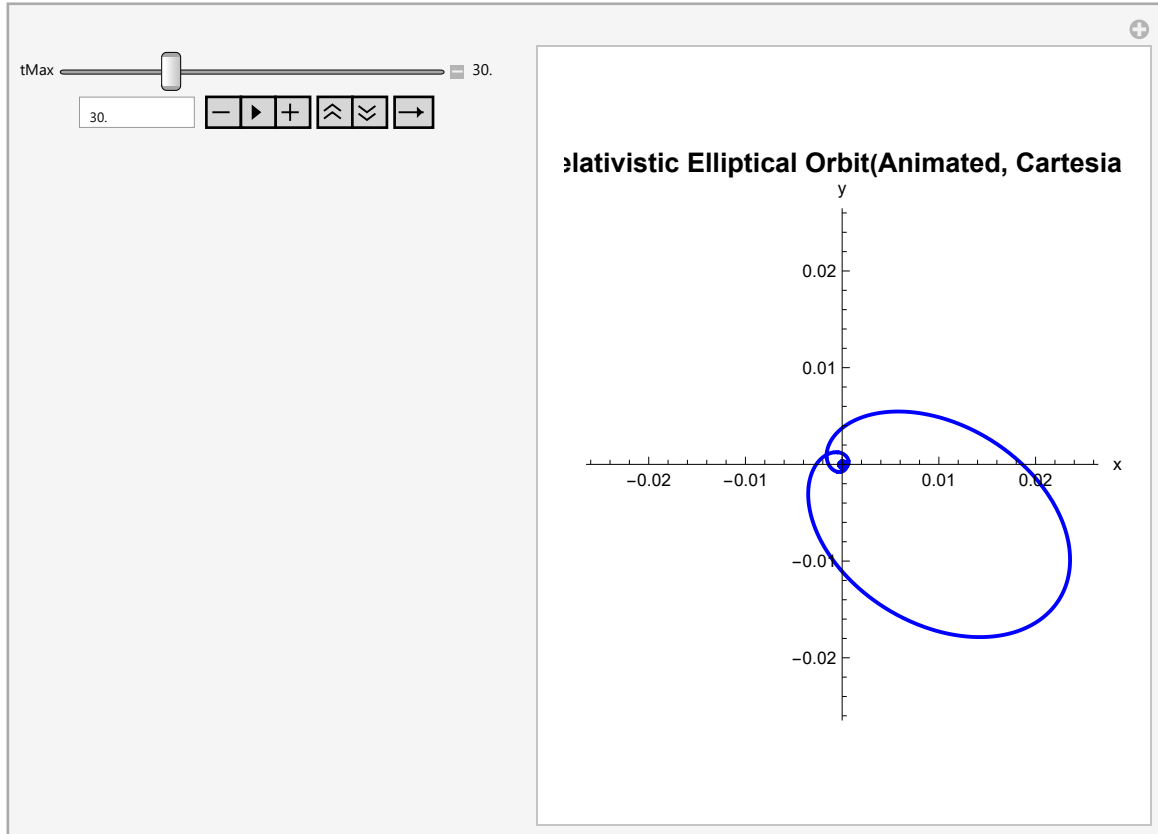 tMax 30.
30.
elativistic Elliptical Orbit(Animated, Cartesia
y
0.02
0.01
x
−0.02 −0.01 0.01 0.02
−0.01
−0.02